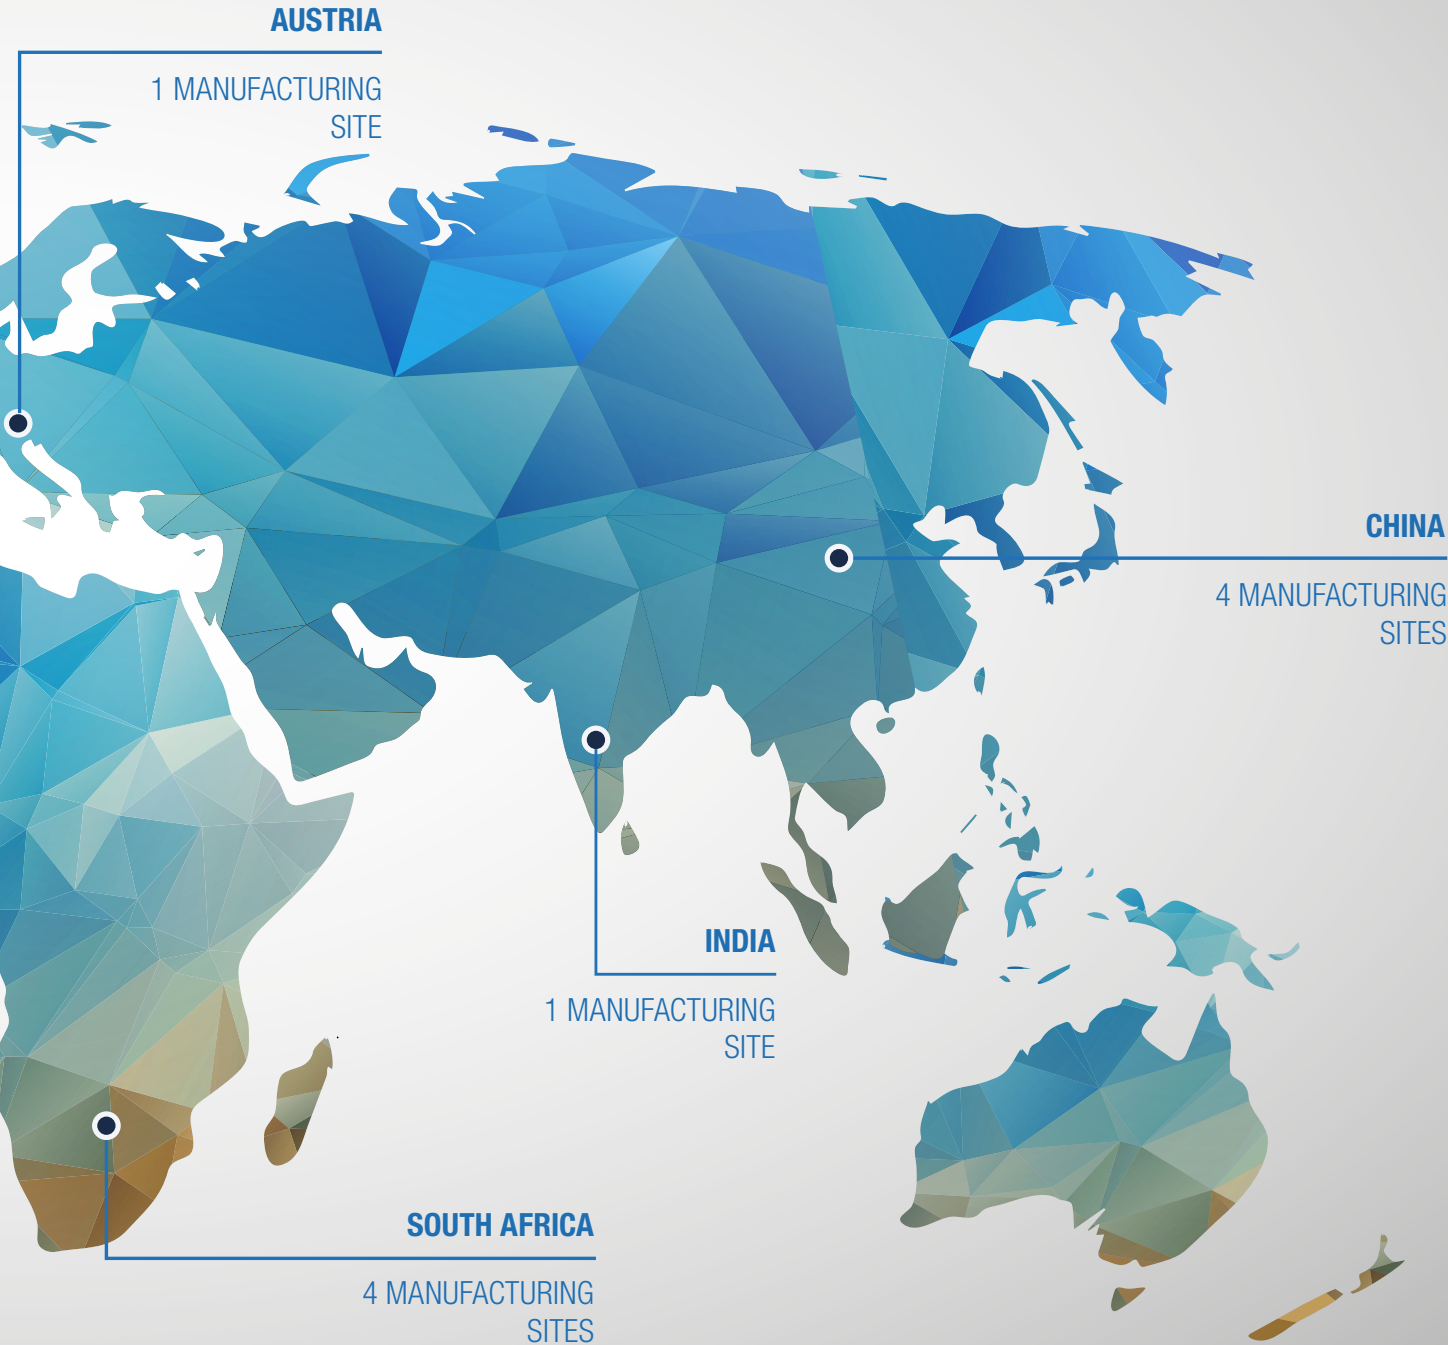 AUSTRIA
1 MANUFACTURING
SITE
CHINA
4 MANUFACTURING
SITES
INDIA
1 MANUFACTURING
SITE
SOUTH AFRICA
4 MANUFACTURING
SITES